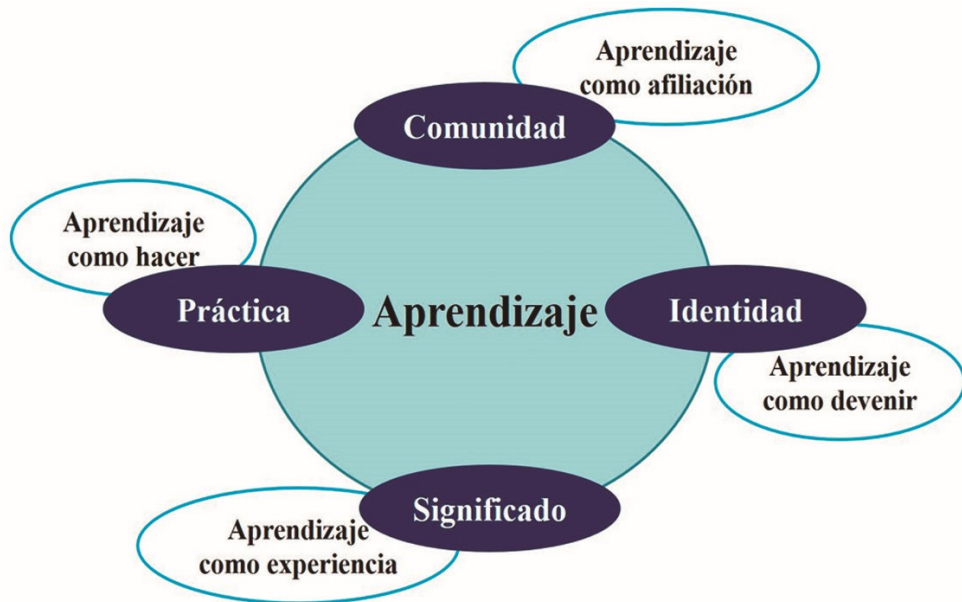 Aprendizaje
como afiliación
Comunidad
Aprendizaje
como hacer
Práctica
Aprendizaje
Identidad
Aprendizaje
como devenir
Significado
Aprendizaje
como experiencia